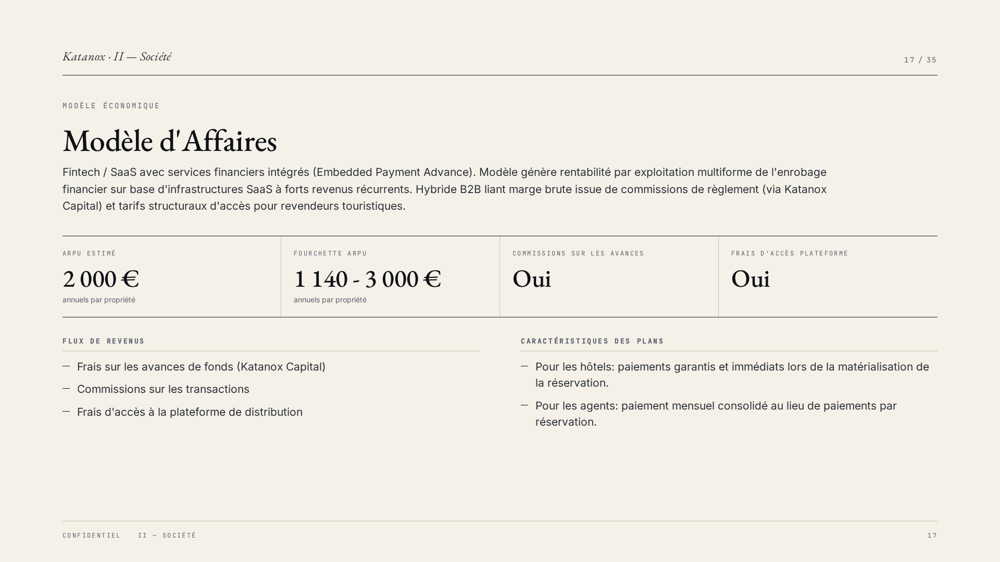 Katanox · II — Société
17 / 35
MODÈLE ÉCONOMIQUE
Modèle d'Affaires
Fintech / SaaS avec services financiers intégrés (Embedded Payment Advance). Modèle génère rentabilité par exploitation multiforme de l'enrobage
financier sur base d'infrastructures SaaS à forts revenus récurrents. Hybride B2B liant marge brute issue de commissions de règlement (via Katanox
Capital) et tarifs structuraux d'accès pour revendeurs touristiques.
ARPU ESTIMÉ
2 000 €
annuels par propriété
FOURCHETTE ARPU
1 140 - 3 000 €
annuels par propriété
COMMISSIONS SUR LES AVANCES
Oui
FRAIS D'ACCÈS PLATEFORME
Oui
FLUX DE REVENUS
— Frais sur les avances de fonds (Katanox Capital)
— Commissions sur les transactions
— Frais d'accès à la plateforme de distribution
CARACTÉRISTIQUES DES PLANS
— Pour les hôtels: paiements garantis et immédiats lors de la matérialisation de
la réservation.
— Pour les agents: paiement mensuel consolidé au lieu de paiements par
réservation.
CONFIDENTIEL II — SOCIÉTÉ
17